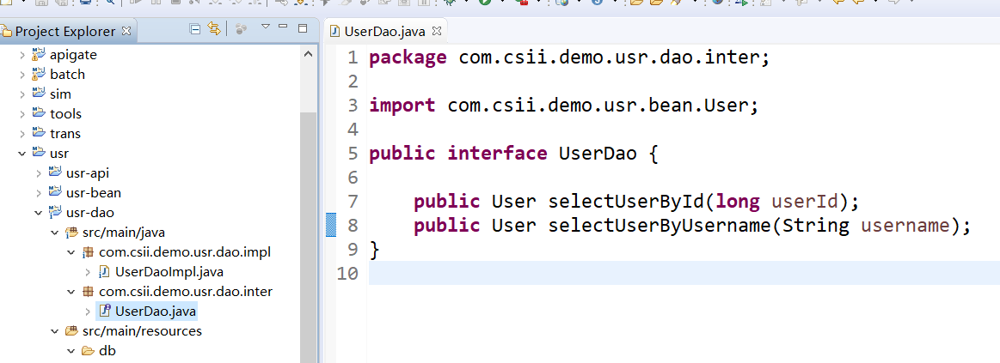 Project Explorer
apigate
batch
sim
tools
trans
usr
usr-api
usr-bean
usr-dao
src/main/java
com.csii.demo.usr.dao.impl
UserDaoImpl.java
com.csii.demo.usr.dao.inter
UserDao.java
src/main/resources
db
UserDao.java
1 package com.csii.demo.usr.dao.inter;
2
3 import com.csii.demo.usr.bean.User;
4
5 public interface UserDao {
6
7 public User selectUserById(long userId);
8 public User selectUserByUsername(String username);
9 }
10